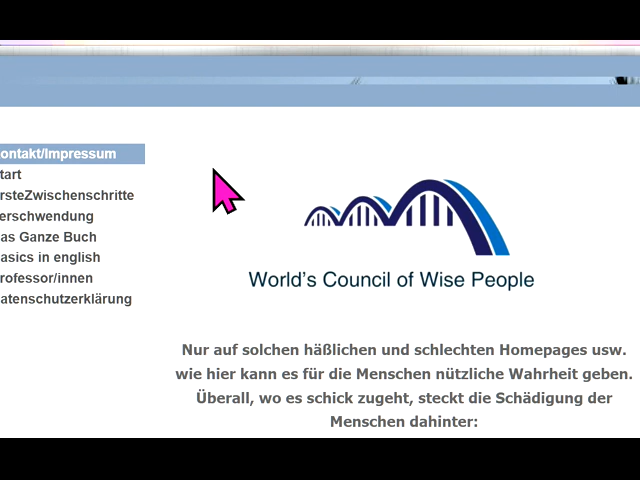 ontakt/Impressum
tart
rsteZwischenschritte
erschwendung
as Ganze Buch
asics in english
rofessor/innen
atenschutzerklärung
World's Council of Wise People
Nur auf solchen häßlichen und schlechten Homepages usw.
wie hier kann es für die Menschen nützliche Wahrheit geben.
Überall, wo es schick zugeht, steckt die Schädigung der
Menschen dahinter: